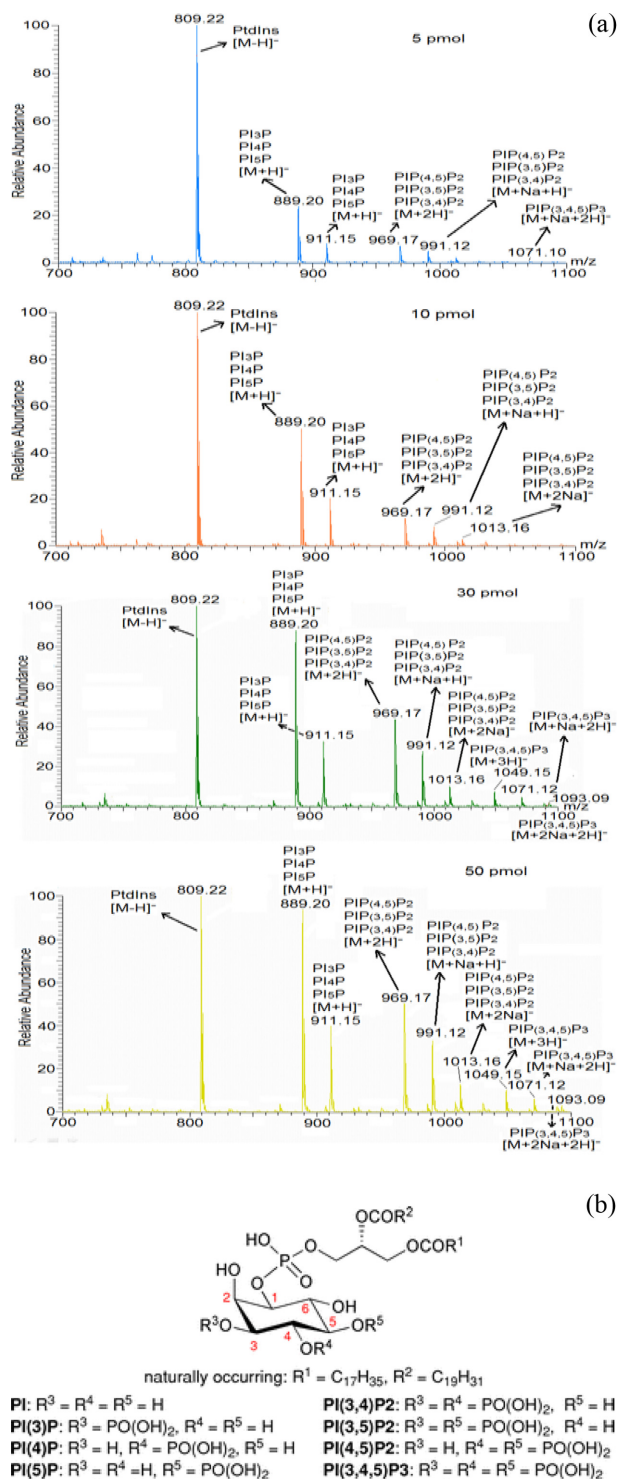 (a)
5 pmol
Relative Abundance
100
80
60
40
20
0
809.22
PtdIns
[M-H]-
PI3P
PI4P
PI5P
[M+H]-
889.20
PI3P
PI4P
PI5P
[M+H]-
911.15
PIP(4,5)P2
PIP(3,5)P2
PIP(3,4)P2
[M+2H]-
969.17
PIP(4,5) P2
PIP(3,5)P2
PIP(3,4)P2
[M+Na+H]-
991.12
PIP(3,4,5)P3
[M+Na+2H]-
1071.10
700 800 900 1000 1100 m/z
10 pmol
Relative Abundance
100
80
60
40
20
0
809.22
PtdIns
[M-H]-
PI3P
PI4P
PI5P
[M+H]-
889.20
PI3P
PI4P
PI5P
[M+H]-
911.15
PIP(4,5)P2
PIP(3,5)P2
PIP(3,4)P2
[M+2H]-
969.17
PIP(4,5) P2
PIP(3,5)P2
PIP(3,4)P2
[M+Na+H]-
991.12
PIP(4,5)P2
PIP(3,5)P2
PIP(3,4)P2
[M+2Na]-
1013.16
700 800 900 1000 1100 m/z
30 pmol
Relative Abundance
100
80
60
40
20
0
PtdIns
[M-H]-
809.22
PI3P
PI4P
PI5P
[M+H]-
889.20
PI3P
PI4P
PI5P
[M+H]-
911.15
PIP(4,5)P2
PIP(3,5)P2
PIP(3,4)P2
[M+2H]-
969.17
PIP(4,5) P2
PIP(3,5)P2
PIP(3,4)P2
[M+Na+H]-
991.12
PIP(4,5)P2
PIP(3,5)P2
PIP(3,4)P2
[M+2Na]-
1013.16
PIP(3,4,5)P3
[M+3H]-
1049.15
PIP(3,4,5)P3
[M+Na+2H]-
1071.12
1093.09
PIP(3,4,5)P3
[M+2Na+2H]-
700 800 900 1000 1100
50 pmol
Relative Abundance
100
80
60
40
20
0
PtdIns
[M-H]-
809.22
PI3P
PI4P
PI5P
[M+H]-
889.20
PI3P
PI4P
PI5P
[M+H]-
911.15
PIP(4,5)P2
PIP(3,5)P2
PIP(3,4)P2
[M+2H]-
969.17
PIP(4,5) P2
PIP(3,5)P2
PIP(3,4)P2
[M+Na+H]-
991.12
PIP(4,5)P2
PIP(3,5)P2
PIP(3,4)P2
[M+2Na]-
1013.16
PIP(3,4,5)P3
[M+3H]-
1049.15
PIP(3,4,5)P3
[M+Na+2H]-
1071.12
1093.09
PIP(3,4,5)P3
[M+2Na+2H]-
700 800 900 1000 1100
(b)
OCOR2
HO O OCOR1
P
HO O O
2 1 6 OH
R3O 5 OR5
3 4 OR4
naturally occurring: R1 = C17H35, R2 = C19H31
PI: R3 = R4 = R5 = H
PI(3)P: R3 = PO(OH)2, R4 = R5 = H
PI(4)P: R3 = H, R4 = PO(OH)2, R5 = H
PI(5)P: R3 = R4 =H, R5 = PO(OH)2
PI(3,4)P2: R3 = R4 = PO(OH)2, R5 = H
PI(3,5)P2: R3 = R5 = PO(OH)2, R4 = H
PI(4,5)P2: R3 = H, R4 = R5 = PO(OH)2
PI(3,4,5)P3: R3 = R4 = R5 = PO(OH)2